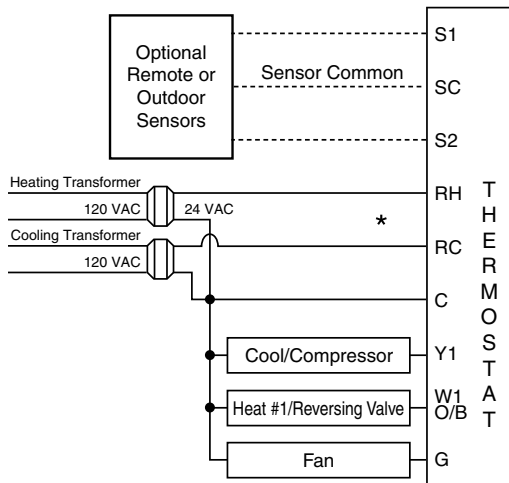 Optional
Remote or
Outdoor
Sensors
S1
Sensor Common
SC
S2
Heating Transformer
120 VAC
24 VAC
RH
*
Cooling Transformer
120 VAC
RC
C
Cool/Compressor
Y1
Heat #1/Reversing Valve
W1
O/B
Fan
G
THERMOSTAT